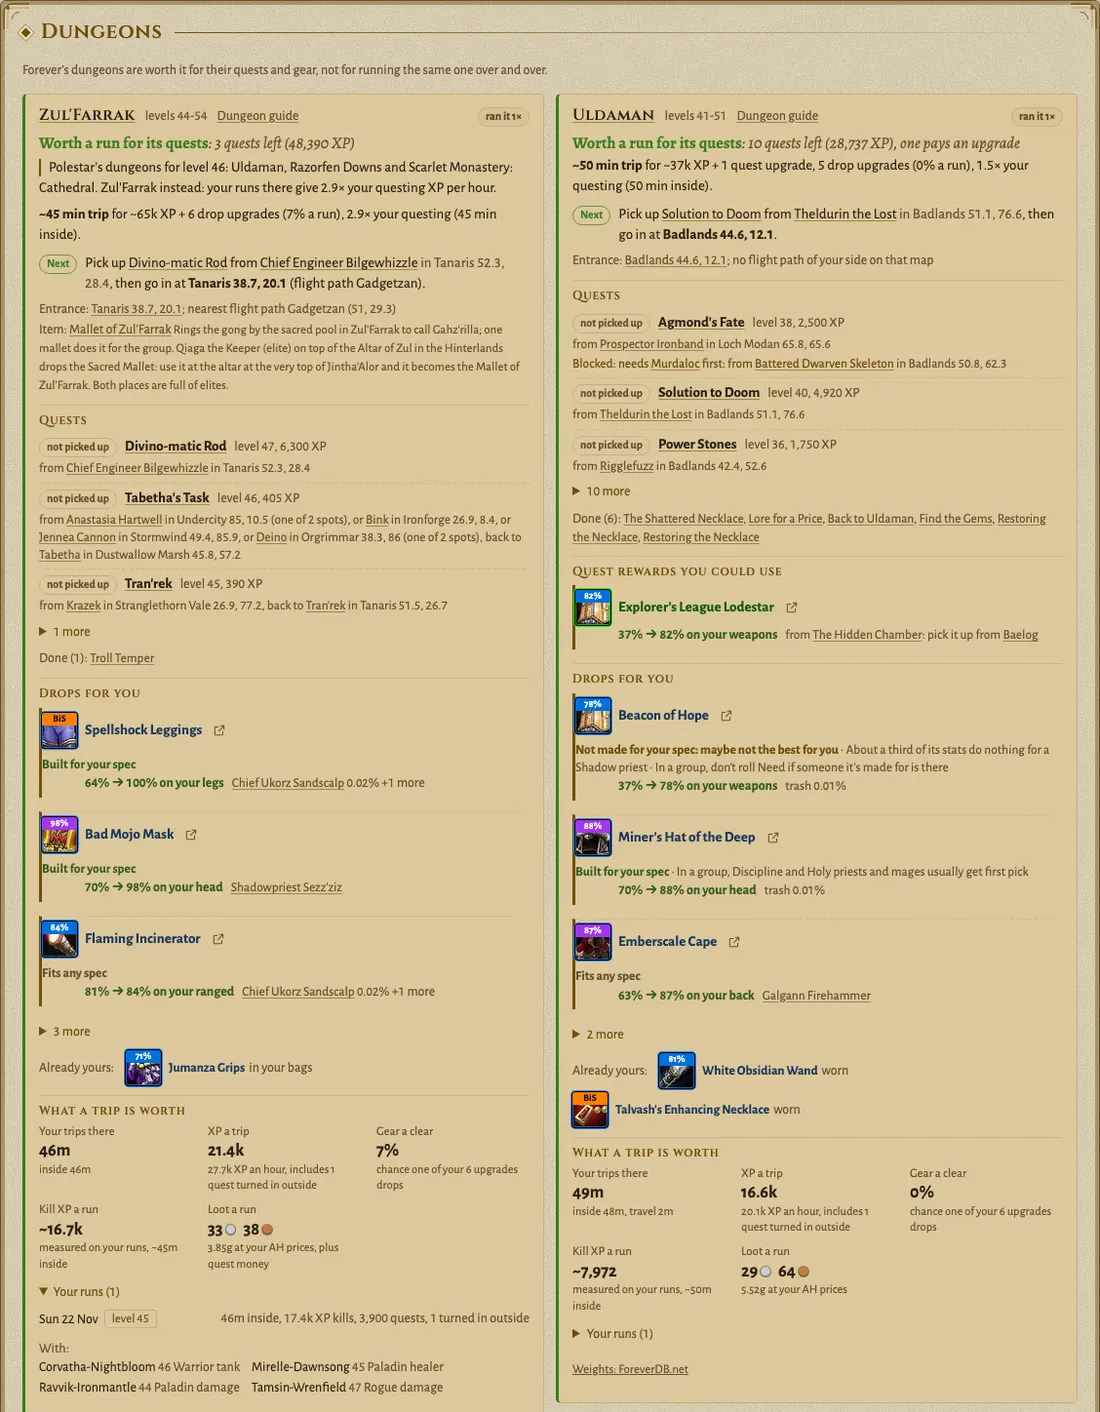 Dungeons
Forever's dungeons are worth it for their quests and gear, not for running the same one over and over.
Zul'Farrak levels 44-54 Dungeon guide ran it 1×
Worth a run for its quests: 3 quests left (48,390 XP)
Polestar's dungeons for level 46: Uldaman, Razorfen Downs and Scarlet Monastery:
Cathedral. Zul'Farrak instead: your runs there give 2.9× your questing XP per hour.
~45 min trip for ~65k XP + 6 drop upgrades (7% a run), 2.9× your questing (45 min
inside).
Next Pick up Divino-matic Rod from Chief Engineer Bilgewhizzle in Tanaris 52.3,
28.4, then go in at Tanaris 38.7, 20.1 (flight path Gadgetzan).
Entrance: Tanaris 38.7, 20.1; nearest flight path Gadgetzan (51, 29.3)
Item: Mallet of Zul'Farrak Rings the gong by the sacred pool in Zul'Farrak to call Gahz'rilla; one
mallet does it for the group. Qiaga the Keeper (elite) on top of the Altar of Zul in the Hinterlands
drops the Sacred Mallet: use it at the altar at the very top of Jintha'Alor and it becomes the Mallet of
Zul'Farrak. Both places are full of elites.
Quests
not picked up Divino-matic Rod level 47, 6,300 XP
from Chief Engineer Bilgewhizzle in Tanaris 52.3, 28.4
not picked up Tabetha's Task level 46, 405 XP
from Anastasia Hartwell in Undercity 85, 10.5 (one of 2 spots), or Bink in Ironforge 26.9, 8.4, or
Jennea Cannon in Stormwind 49.4, 85.9, or Deino in Orgrimmar 38.3, 86 (one of 2 spots), back to
Tabetha in Dustwallow Marsh 45.8, 57.2
not picked up Tran'rek level 45, 390 XP
from Krazek in Stranglethorn Vale 26.9, 77.2, back to Tran'rek in Tanaris 51.5, 26.7
1 more
Done (1): Troll Temper
Drops for you
BiS Spellshock Leggings
Built for your spec
64% → 100% on your legs Chief Ukorz Sandscalp 0.02% +1 more
98% Bad Mojo Mask
Built for your spec
70% → 98% on your head Shadowpriest Sezz'ziz
84% Flaming Incinerator
Fits any spec
81% → 84% on your ranged Chief Ukorz Sandscalp 0.02% +1 more
3 more
Already yours: 71% Jumanza Grips in your bags
What a trip is worth
Your trips there XP a trip Gear a clear
46m 21.4k 7%
inside 46m 27.7k XP an hour, includes 1 chance one of your 6 upgrades
quest turned in outside drops
Kill XP a run Loot a run
~16.7k 33 38
measured on your runs, ~45m 3.85g at your AH prices, plus
inside quest money
Your runs (1)
Sun 22 Nov level 45 46m inside, 17.4k XP kills, 3,900 quests, 1 turned in outside
With:
Corvatha-Nightbloom 46 Warrior tank Mirelle-Dawnsong 45 Paladin healer
Ravvik-Ironmantle 44 Paladin damage Tamsin-Wrenfield 47 Rogue damage
Uldaman levels 41-51 Dungeon guide ran it 1×
Worth a run for its quests: 10 quests left (28,737 XP), one pays an upgrade
~50 min trip for ~37k XP + 1 quest upgrade, 5 drop upgrades (0% a run), 1.5× your
questing (50 min inside).
Next Pick up Solution to Doom from Theldurin the Lost in Badlands 51.1, 76.6, then
go in at Badlands 44.6, 12.1.
Entrance: Badlands 44.6, 12.1; no flight path of your side on that map
Quests
not picked up Agmond's Fate level 38, 2,500 XP
from Prospector Ironband in Loch Modan 65.8, 65.6
Blocked: needs Murdaloc first: from Battered Dwarven Skeleton in Badlands 50.8, 62.3
not picked up Solution to Doom level 40, 4,920 XP
from Theldurin the Lost in Badlands 51.1, 76.6
not picked up Power Stones level 36, 1,750 XP
from Rigglefuzz in Badlands 42.4, 52.6
10 more
Done (6): The Shattered Necklace, Lore for a Price, Back to Uldaman, Find the Gems, Restoring
the Necklace, Restoring the Necklace
Quest rewards you could use
82% Explorer's League Lodestar
37% → 82% on your weapons from The Hidden Chamber: pick it up from Baelog
Drops for you
78% Beacon of Hope
Not made for your spec: maybe not the best for you · About a third of its stats do nothing for a
Shadow priest · In a group, don't roll Need if someone it's made for is there
37% → 78% on your weapons trash 0.01%
88% Miner's Hat of the Deep
Built for your spec · In a group, Discipline and Holy priests and mages usually get first pick
70% → 88% on your head trash 0.01%
87% Emberscale Cape
Fits any spec
63% → 87% on your back Galgann Firehammer
2 more
Already yours: 81% White Obsidian Wand worn
BiS Talvash's Enhancing Necklace worn
What a trip is worth
Your trips there XP a trip Gear a clear
49m 16.6k 0%
inside 48m, travel 2m 20.1k XP an hour, includes 1 chance one of your 6 upgrades
quest turned in outside drops
Kill XP a run Loot a run
~7,972 29 64
measured on your runs, ~50m 5.52g at your AH prices
inside
Your runs (1)
Weights: ForeverDB.net